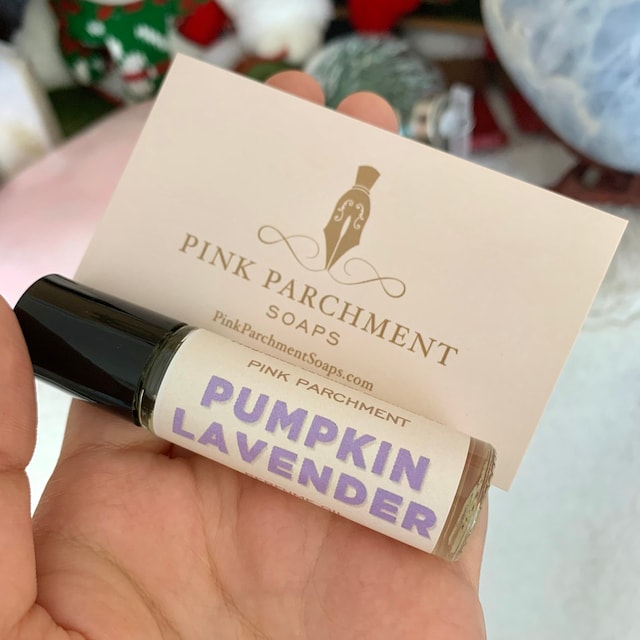 PINK PARCHMENT
SOAPS
PinkParchmentSoaps.com
PINK PARCHMENT
PUMPKIN
LAVENDER